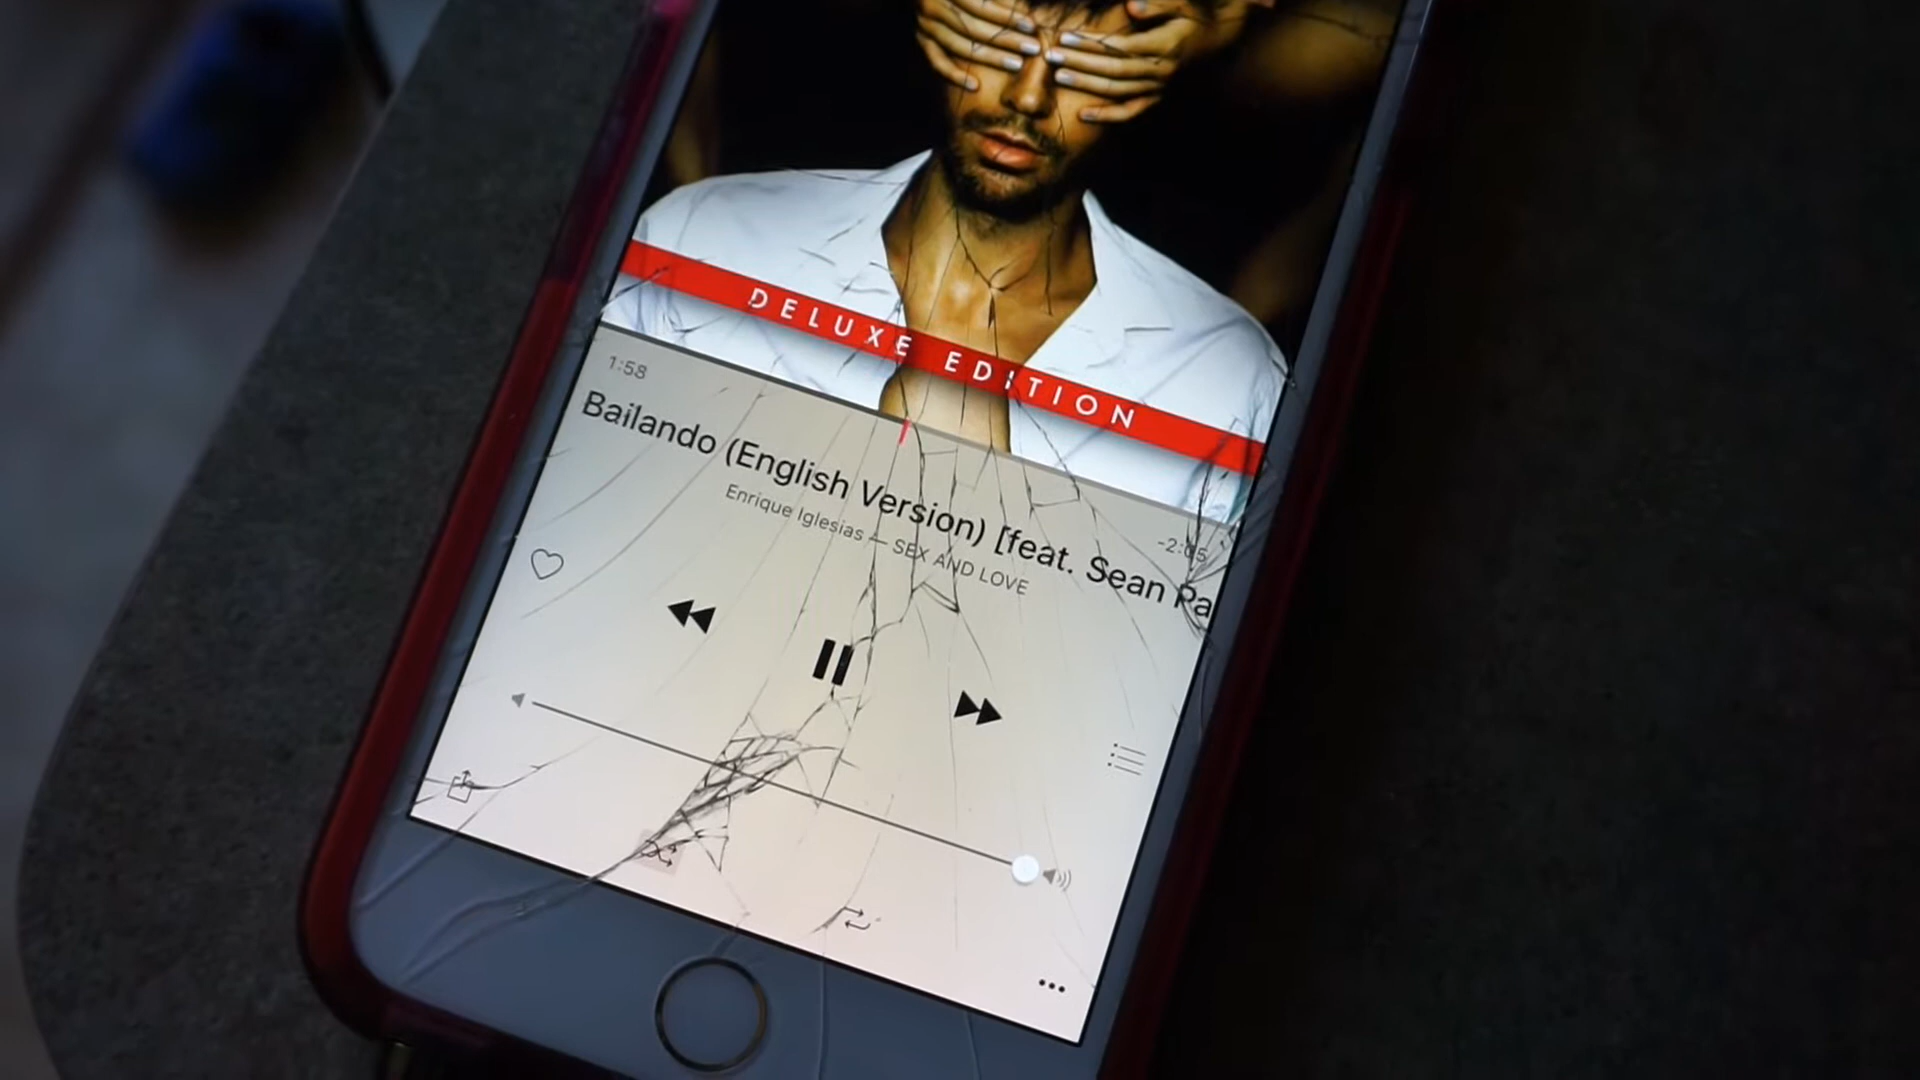 DELUXE EDITION
1:58
-2:05
Bailando (English Version) [feat. Sean Pa
Enrique Iglesias — SEX AND LOVE